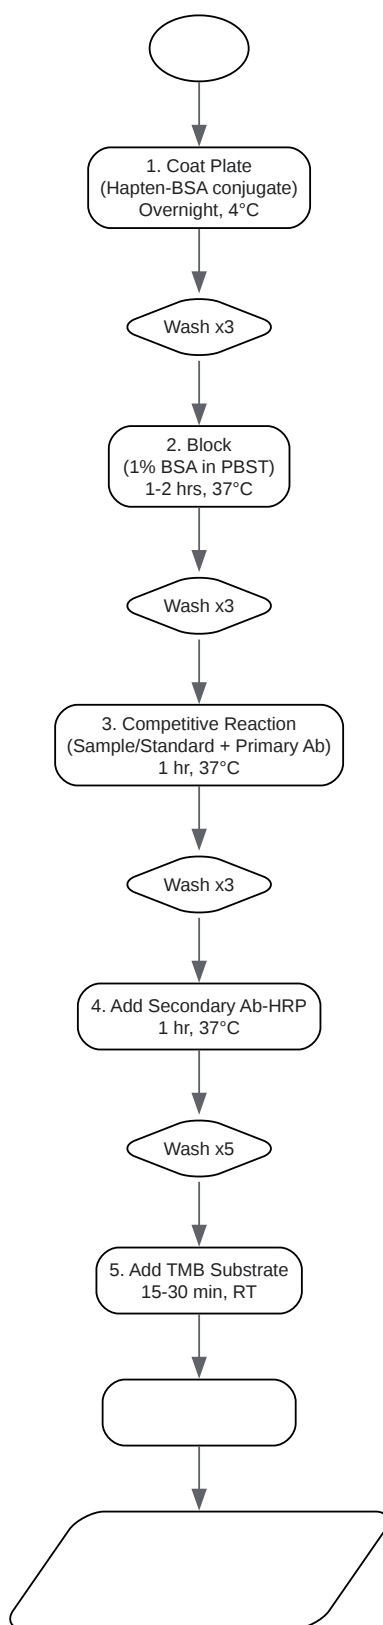 1. Coat Plate
(Hapten-BSA conjugate)
Overnight, 4°C
Wash x3
2. Block
(1% BSA in PBST)
1-2 hrs, 37°C
Wash x3
3. Competitive Reaction
(Sample/Standard + Primary Ab)
1 hr, 37°C
Wash x3
4. Add Secondary Ab-HRP
1 hr, 37°C
Wash x5
5. Add TMB Substrate
15-30 min, RT